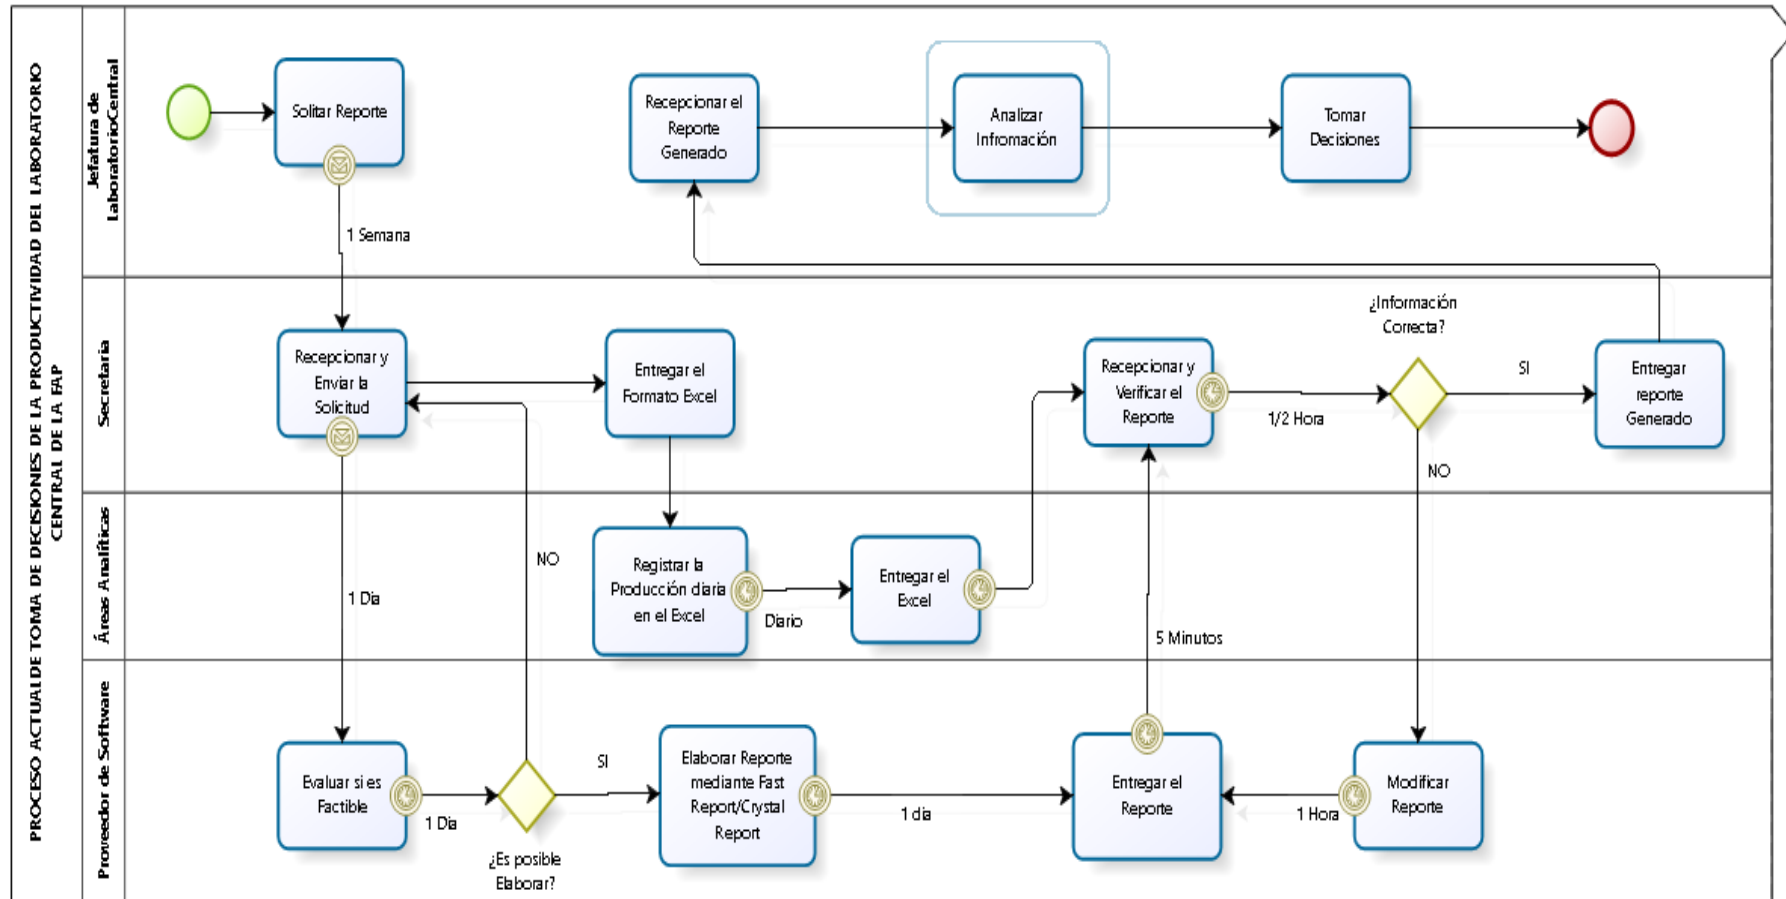 PROCESO ACTUAL DE TOMA DE DECISIONES DE LA PRODUCTIVIDAD DEL LABORATORIO
CENTRAL DE LA FAP
Jefatura de
LaboratorioCentral
Solitar Reporte
1 Semana
Recepcionar el
Reporte
Generado
Analizar
Infromación
Tomar
Decisiones
Secretaria
Recepcionar y
Enviar la
Solicitud
Entregar el
Formato Excel
Recepcionar y
Verificar el
Reporte
1/2 Hora
¿Información
Correcta?
SI
NO
Entregar
reporte
Generado
Áreas Analíticas
1 Dia
NO
Registrar la
Producción diaria
en el Excel
Diario
Entregar el
Excel
5 Minutos
Proveedor de Software
Evaluar si es
Factible
1 Dia
¿Es posible
Elaborar?
SI
Elaborar Reporte
mediante Fast
Report/Crystal
Report
1 dia
Entregar el
Reporte
1 Hora
Modificar
Reporte